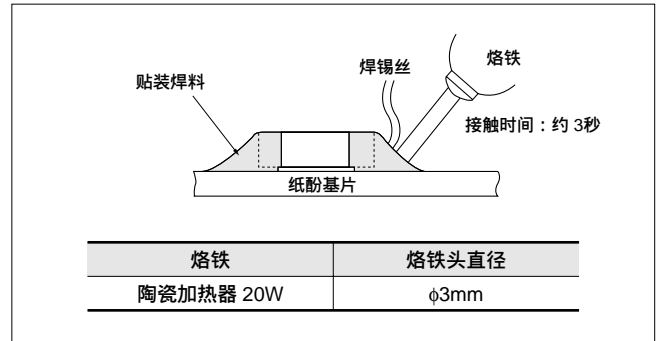 烙铁
焊锡丝
贴装焊料
接触时间：约 3秒
纸酚基片
烙铁 烙铁头直径
陶瓷加热器 20W ϕ3mm